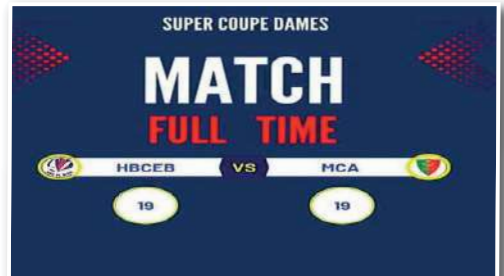 SUPER COUPE DAMES
MATCH
FULL TIME
HBCEB VS MCA
19 19